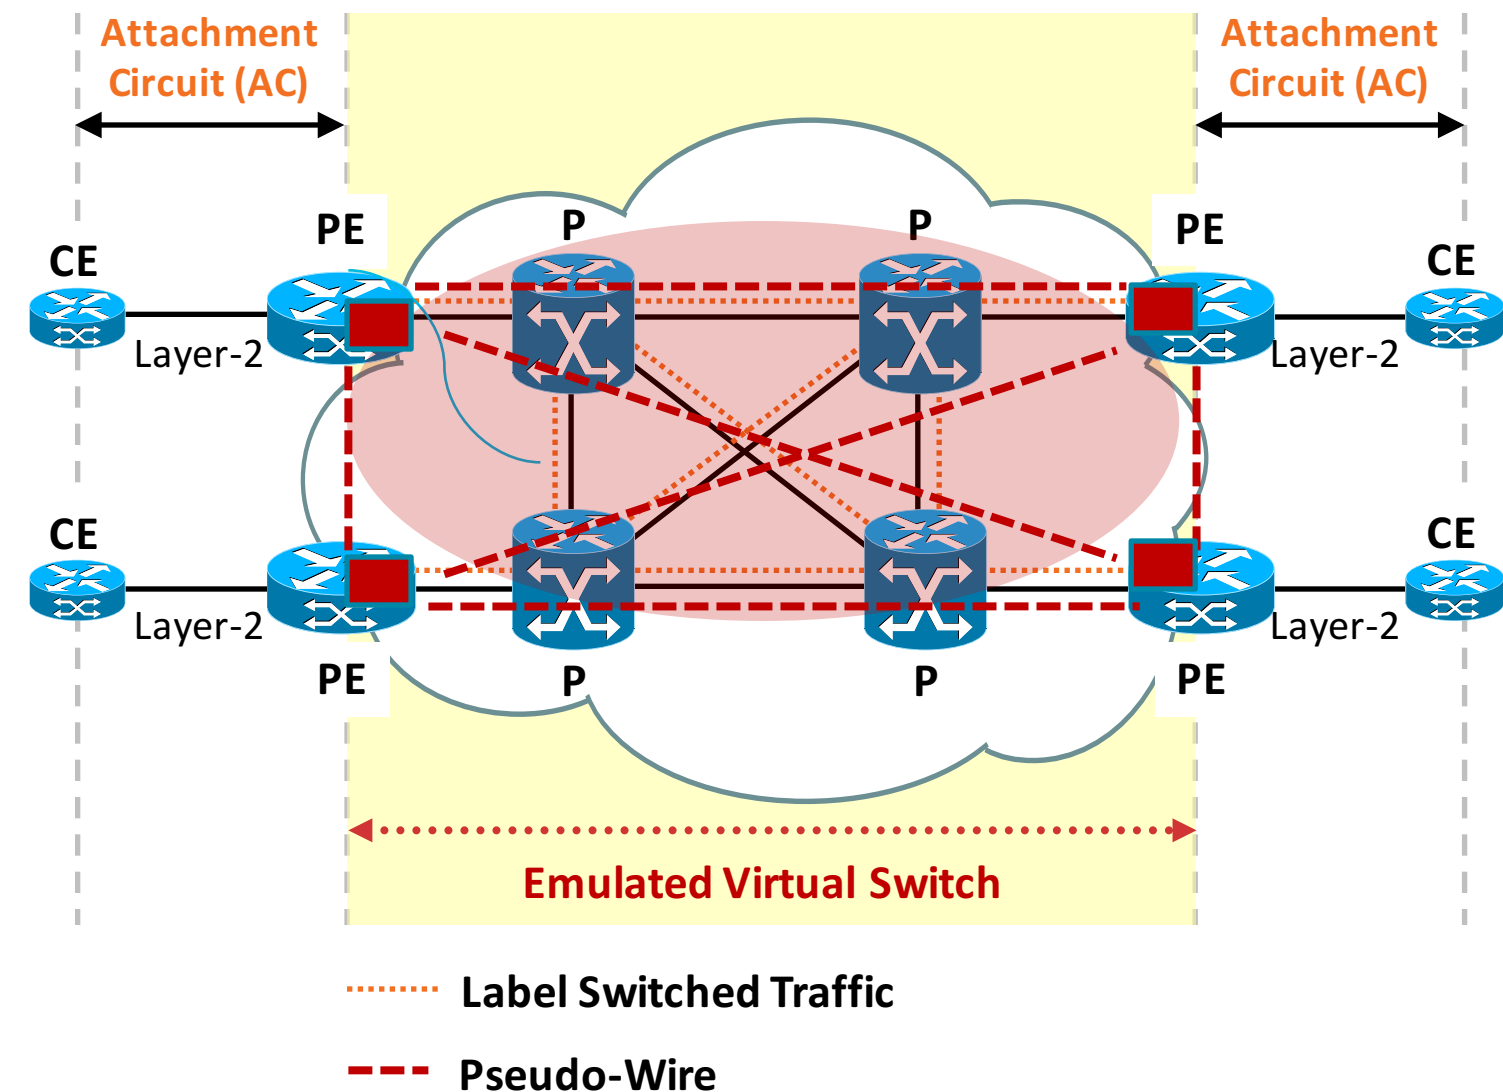 Attachment
Circuit (AC)
Attachment
Circuit (AC)
PE
P
P
PE
CE
CE
Layer-2
Layer-2
CE
CE
Layer-2
Layer-2
PE
P
P
PE
Emulated Virtual Switch
Label Switched Traffic
Pseudo-Wire